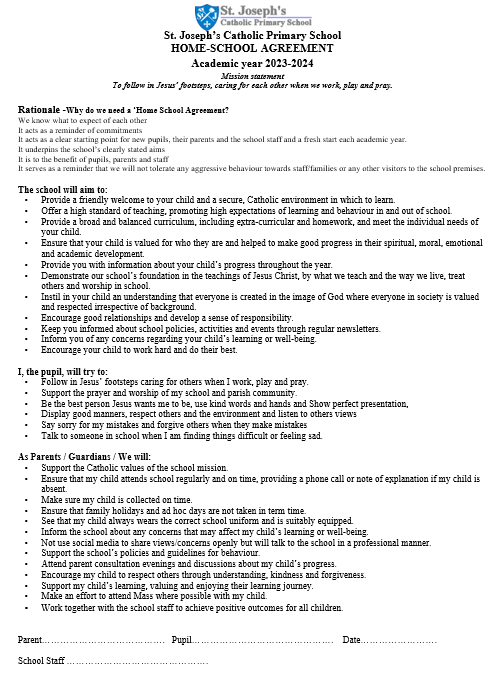 St. Joseph's
Catholic Primary School
St. Joseph's Catholic Primary School
HOME-SCHOOL AGREEMENT
Academic year 2023-2024
Mission statement
To follow in Jesus' footsteps, caring for each other when we work, play and pray.
Rationale -Why do we need a 'Home School Agreement?
We know what to expect of each other
It acts as a reminder of commitments
It acts as a clear starting point for new pupils, their parents and the school staff and a fresh start each academic year.
It underpins the school's clearly stated aims
It is to the benefit of pupils, parents and staff
It serves as a reminder that we will not tolerate any aggressive behaviour towards staff/families or any other visitors to the school premises.
The school will aim to:
• Provide a friendly welcome to your child and a secure, Catholic environment in which to learn.
• Offer a high standard of teaching, promoting high expectations of learning and behaviour in and out of school.
• Provide a broad and balanced curriculum, including extra-curricular and homework, and meet the individual needs of
your child.
• Ensure that your child is valued for who they are and helped to make good progress in their spiritual, moral, emotional
and academic development.
• Provide you with information about your child's progress throughout the year.
• Demonstrate our school's foundation in the teachings of Jesus Christ, by what we teach and the way we live, treat
others and worship in school.
• Instil in your child an understanding that everyone is created in the image of God where everyone in society is valued
and respected irrespective of background.
• Encourage good relationships and develop a sense of responsibility.
• Keep you informed about school policies, activities and events through regular newsletters.
• Inform you of any concerns regarding your child's learning or well-being.
• Encourage your child to work hard and do their best.
I, the pupil, will try to:
• Follow in Jesus' footsteps caring for others when I work, play and pray.
• Support the prayer and worship of my school and parish community.
• Be the best person Jesus wants me to be, use kind words and hands and Show perfect presentation,
• Display good manners, respect others and the environment and listen to others views
• Say sorry for my mistakes and forgive others when they make mistakes
• Talk to someone in school when I am finding things difficult or feeling sad.
As Parents / Guardians / We will:
• Support the Catholic values of the school mission.
• Ensure that my child attends school regularly and on time, providing a phone call or note of explanation if my child is
absent.
• Make sure my child is collected on time.
• Ensure that family holidays and ad hoc days are not taken in term time.
• See that my child always wears the correct school uniform and is suitably equipped.
• Inform the school about any concerns that may affect my child's learning or well-being.
• Not use social media to share views/concerns openly but will talk to the school in a professional manner.
• Support the school's policies and guidelines for behaviour.
• Attend parent consultation evenings and discussions about my child's progress.
• Encourage my child to respect others through understanding, kindness and forgiveness.
• Support my child's learning, valuing and enjoying their learning journey.
• Make an effort to attend Mass where possible with my child.
• Work together with the school staff to achieve positive outcomes for all children.
Parent……………………………… Pupil…………………………………… Date…………………
School Staff ……………………………………